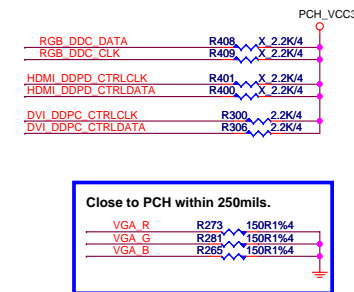 PCH_VCC3
RGB_DDC_DATA R408 X_2.2K/4
RGB_DDC_CLK R409 X_2.2K/4
HDMI_DDPD_CTRLCLK R401 X_2.2K/4
HDMI_DDPD_CTRLDATA R400 X_2.2K/4
DVI_DDPC_CTRLCLK R300 2.2K/4
DVI_DDPC_CTRLDATA R306 2.2K/4
Close to PCH within 250mils.
VGA_R R273 150R1%4
VGA_G R281 150R1%4
VGA_B R265 150R1%4